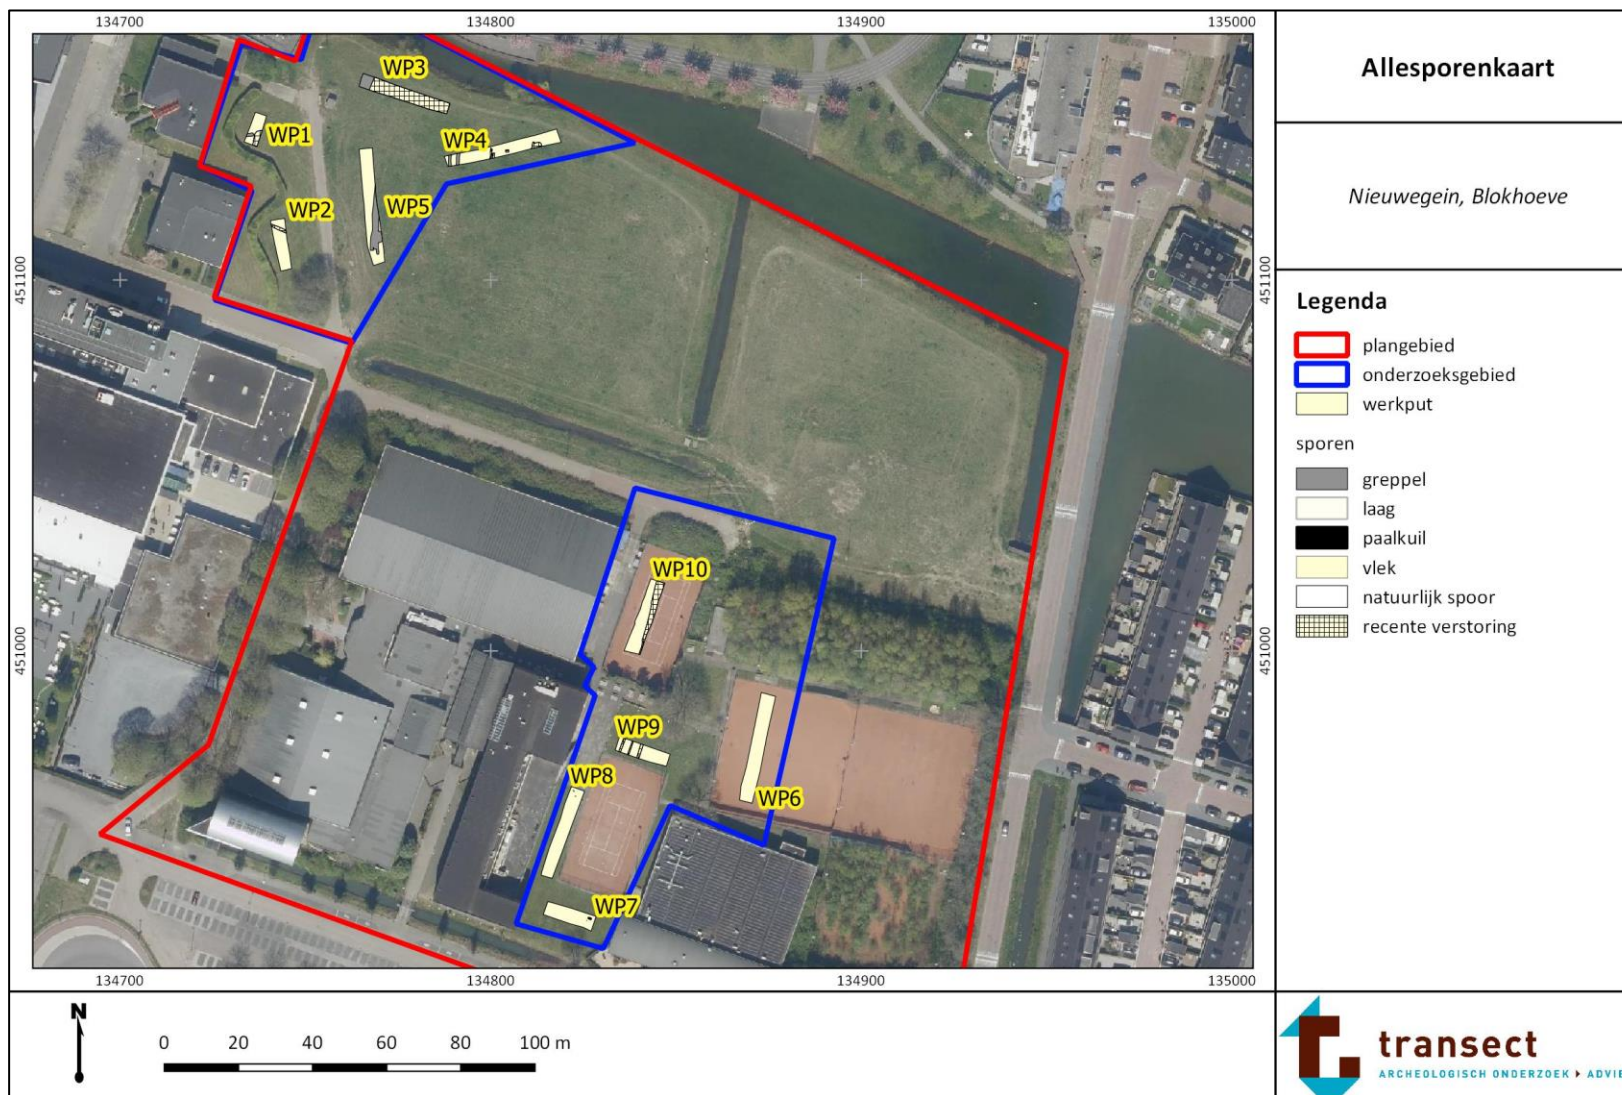 134700 134800 134900 135000
Allesporenkaart
Nieuwegein, Blokhoeve
Legenda
plangebied
onderzoeksgebied
werkput
sporen
greppel
laag
paalkuil
vlek
natuurlijk spoor
recente verstoring
WP3
WP1
WP4
WP2
WP5
451100 451100
WP10
451000 451000
WP9
WP8
WP6
WP7
134700 134800 134900 135000
N
0 20 40 60 80 100 m
transect
ARCHEOLOGISCH ONDERZOEK ▸ ADVIE